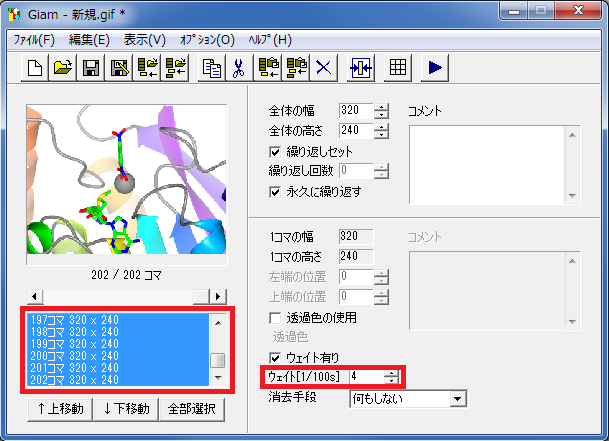 Giam - 新規.gif *
ファイル(F) 編集(E) 表示(V) オプション(O) ヘルプ(H)
全体の幅 320
全体の高さ 240
繰り返しセット
繰り返し回数 0
永久に繰り返す
コメント
202 / 202 コマ
197コマ 320 x 240
198コマ 320 x 240
199コマ 320 x 240
200コマ 320 x 240
201コマ 320 x 240
202コマ 320 x 240
↑上移動 ↓下移動 全部選択
1コマの幅 320
1コマの高さ 240
左端の位置 0
上端の位置 0
透過色の使用
透過色
ウェイト有り
ウェイト[1/100s] 4
消去手段 何もしない
コメント